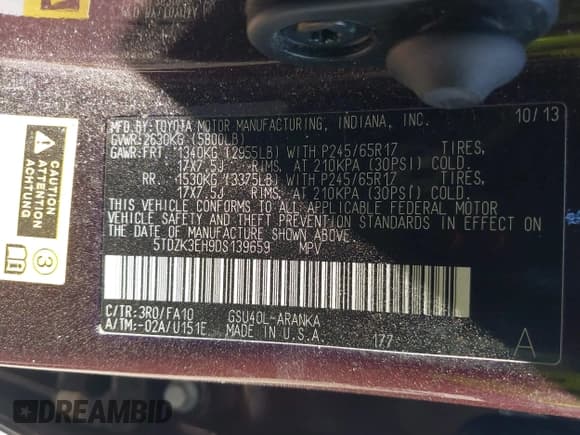 MFD.BY:TOYOTA MOTOR MANUFACTURING, INDIANA, INC. 10/13
GVWR:2630KG (5800LB)
GAWR:FRT. 1340KG (2955LB) WITH P245/65R17 TIRES,
17X7.5J RIMS, AT 210KPA (30PSI) COLD.
RR. 1530KG (3375LB) WITH P245/65R17 TIRES,
17X7.5J RIMS, AT 210KPA (30PSI) COLD.
THIS VEHICLE CONFORMS TO ALL APPLICABLE FEDERAL MOTOR
VEHICLE SAFETY AND THEFT PREVENTION STANDARDS IN EFFECT ON
THE DATE OF MANUFACTURE SHOWN ABOVE.
5TDZK3EH9DS139659 MPV
C/TR:3R0/FA10 GSU40L-ARANKA
A/TM:-02A/U151E MADE IN U.S.A. 177 A
CAUTION
ATTENTION
ACHTUNG
3
DREAMBID